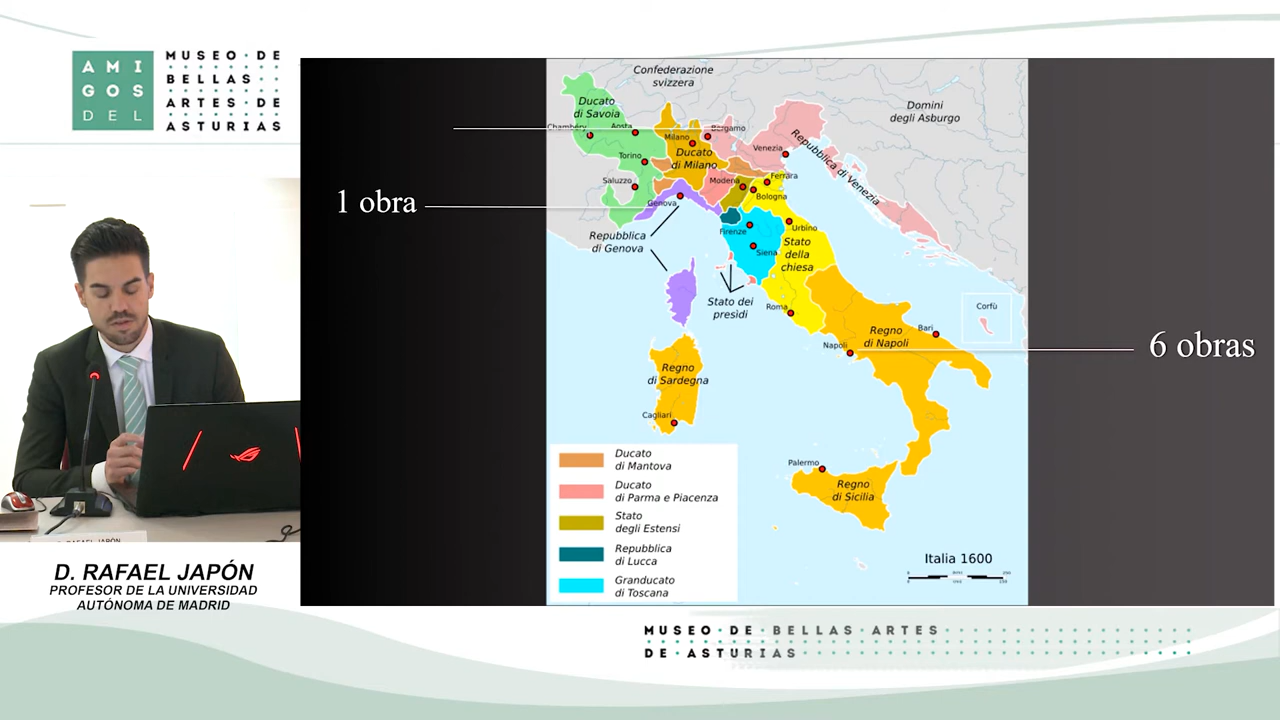 AMI
GOS
DEL
MUSEO·DE
BELLAS
ARTES·DE
ASTURIAS
1 obra
6 obras
Confederazione
svizzera
Domini
degli Asburgo
Ducato
di Savoia
Chambéry
Aosta
Torino
Saluzzo
Milano
Bergamo
Ducato
di Milano
Venezia
Repubblica di Venezia
Modena
Ferrara
Bologna
Genova
Repubblica
di Genova
Firenze
Siena
Urbino
Stato
della
chiesa
Stato dei
presìdi
Roma
Corfù
Napoli
Regno
di Napoli
Bari
Regno
di Sardegna
Cagliari
Palermo
Regno
di Sicilia
Ducato
di Mantova
Ducato
di Parma e Piacenza
Stato
degli Estensi
Repubblica
di Lucca
Granducato
di Toscana
Italia 1600
D. RAFAEL JAPÓN
PROFESOR DE LA UNIVERSIDAD
AUTÓNOMA DE MADRID
MUSEO·DE·BELLAS ARTES
DE·ASTURIAS